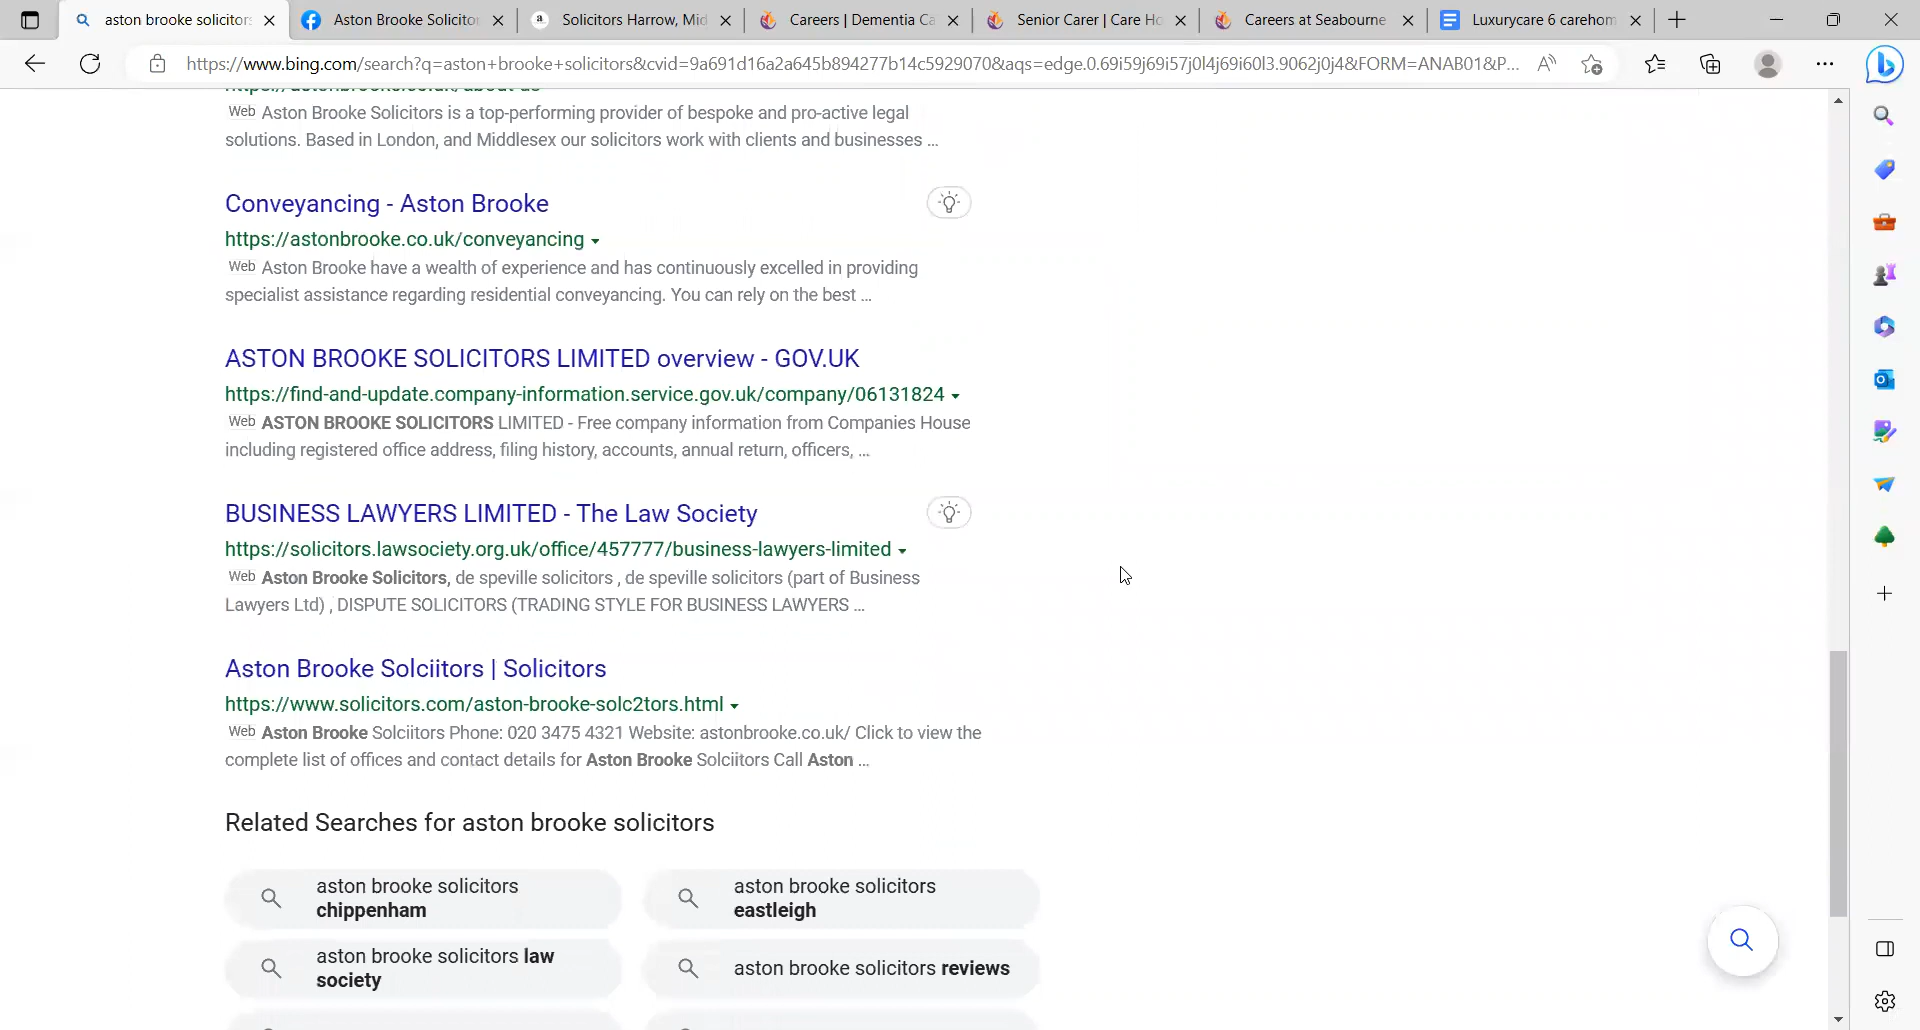 aston brooke solicitors
Aston Brooke Solicito
Solicitors Harrow, Mid
Careers | Dementia Ca
Senior Carer | Care Ho
Careers at Seabourne
Luxurycare 6 carehom
https://www.bing.com/search?q=aston+brooke+solicitors&cvid=9a691d16a2a645b894277b14c5929070&aqs=edge.0.69i59j69i57j0l4j69i60l3.9062j0j4&FORM=ANAB01&P...
Web Aston Brooke Solicitors is a top-performing provider of bespoke and pro-active legal
solutions. Based in London, and Middlesex our solicitors work with clients and businesses ...
Conveyancing - Aston Brooke
https://astonbrooke.co.uk/conveyancing
Web Aston Brooke have a wealth of experience and has continuously excelled in providing
specialist assistance regarding residential conveyancing. You can rely on the best ...
ASTON BROOKE SOLICITORS LIMITED overview - GOV.UK
https://find-and-update.company-information.service.gov.uk/company/06131824
Web ASTON BROOKE SOLICITORS LIMITED - Free company information from Companies House
including registered office address, filing history, accounts, annual return, officers, ...
BUSINESS LAWYERS LIMITED - The Law Society
https://solicitors.lawsociety.org.uk/office/457777/business-lawyers-limited
Web Aston Brooke Solicitors, de speville solicitors , de speville solicitors (part of Business
Lawyers Ltd) , DISPUTE SOLICITORS (TRADING STYLE FOR BUSINESS LAWYERS ...
Aston Brooke Solciitors | Solicitors
https://www.solicitors.com/aston-brooke-solc2tors.html
Web Aston Brooke Solciitors Phone: 020 3475 4321 Website: astonbrooke.co.uk/ Click to view the
complete list of offices and contact details for Aston Brooke Solciitors Call Aston ...
Related Searches for aston brooke solicitors
aston brooke solicitors
chippenham
aston brooke solicitors
eastleigh
aston brooke solicitors law
society
aston brooke solicitors reviews